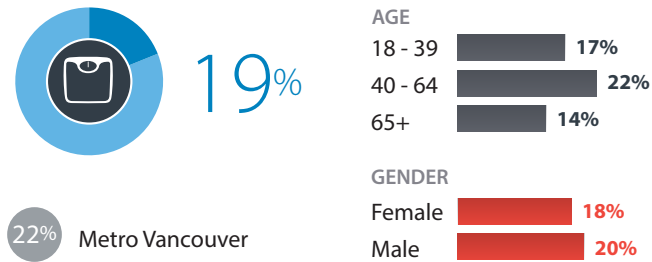 19%
22% Metro Vancouver
AGE
18 - 39 17%
40 - 64 22%
65+ 14%
GENDER
Female 18%
Male 20%